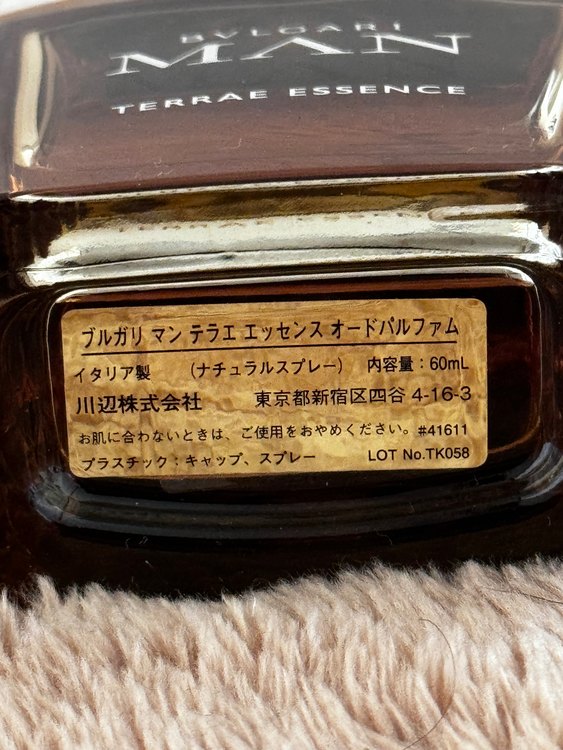 BVLGARI
MAN
TERRAE ESSENCE
ブルガリ マン テラエ エッセンス オードパルファム
イタリア製 (ナチュラルスプレー) 内容量：60mL
川辺株式会社 東京都新宿区四谷 4-16-3
お肌に合わないときは、ご使用をおやめください。#41611
プラスチック：キャップ、スプレー LOT No.TK058